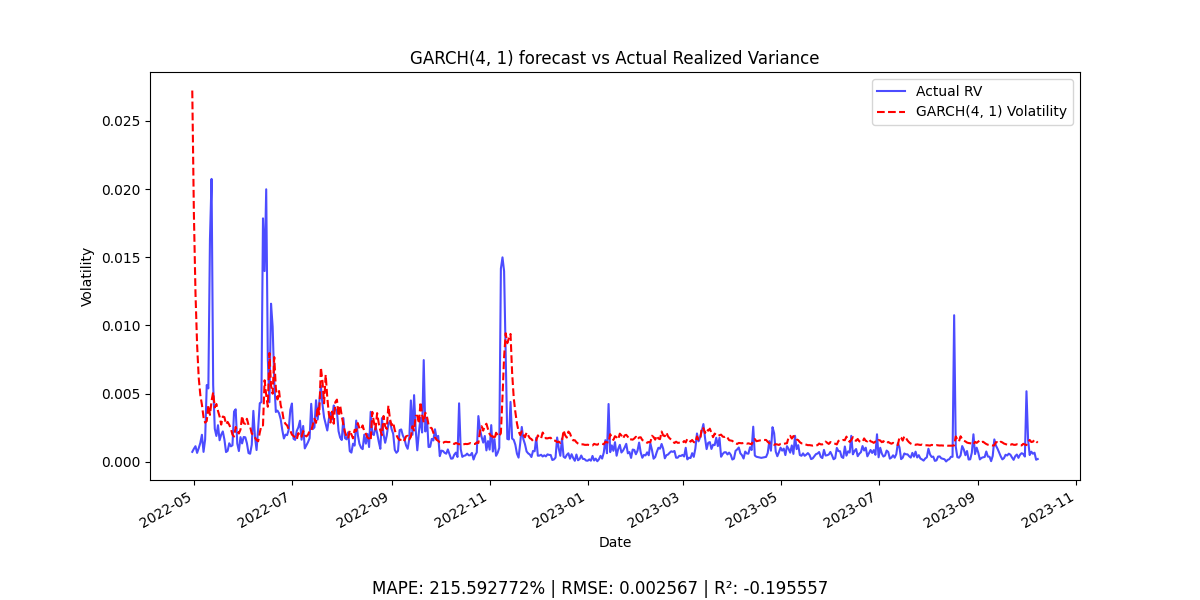 GARCH(4, 1) forecast vs Actual Realized Variance
Actual RV
GARCH(4, 1) Volatility
Volatility
0.025
0.020
0.015
0.010
0.005
0.000
2022-05
2022-07
2022-09
2022-11
2023-01
2023-03
2023-05
2023-07
2023-09
2023-11
Date
MAPE: 215.592772% | RMSE: 0.002567 | R²: -0.195557